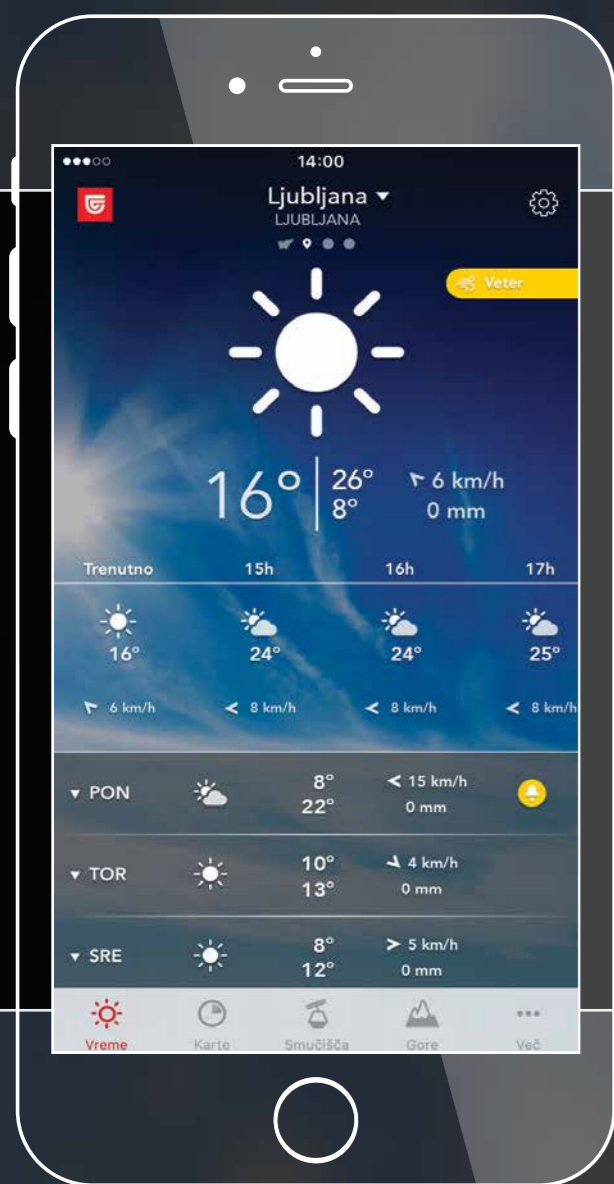 14:00
Ljubljana
LJUBLJANA
Veter
16°
26°
8°
6 km/h
0 mm
Trenutno 15h 16h 17h
16° 24° 24° 25°
6 km/h 8 km/h 8 km/h 8 km/h
PON 8° 15 km/h
22° 0 mm
TOR 10° 4 km/h
13° 0 mm
SRE 8° 5 km/h
12° 0 mm
Vreme Karte Smučišča Gore Več